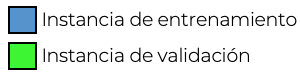 Instancia de entrenamiento
Instancia de validación